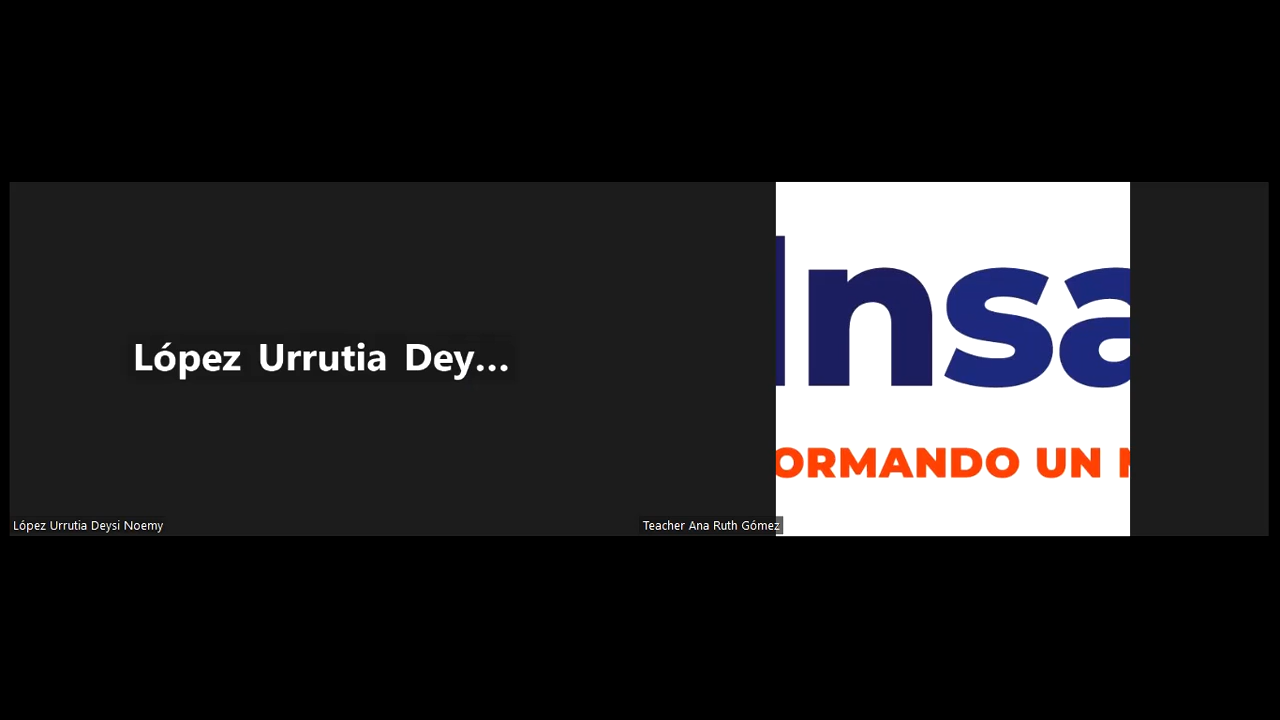 López Urrutia Dey...
Insa
ORMANDO UN
López Urrutia Deysi Noemy
Teacher Ana Ruth Gómez